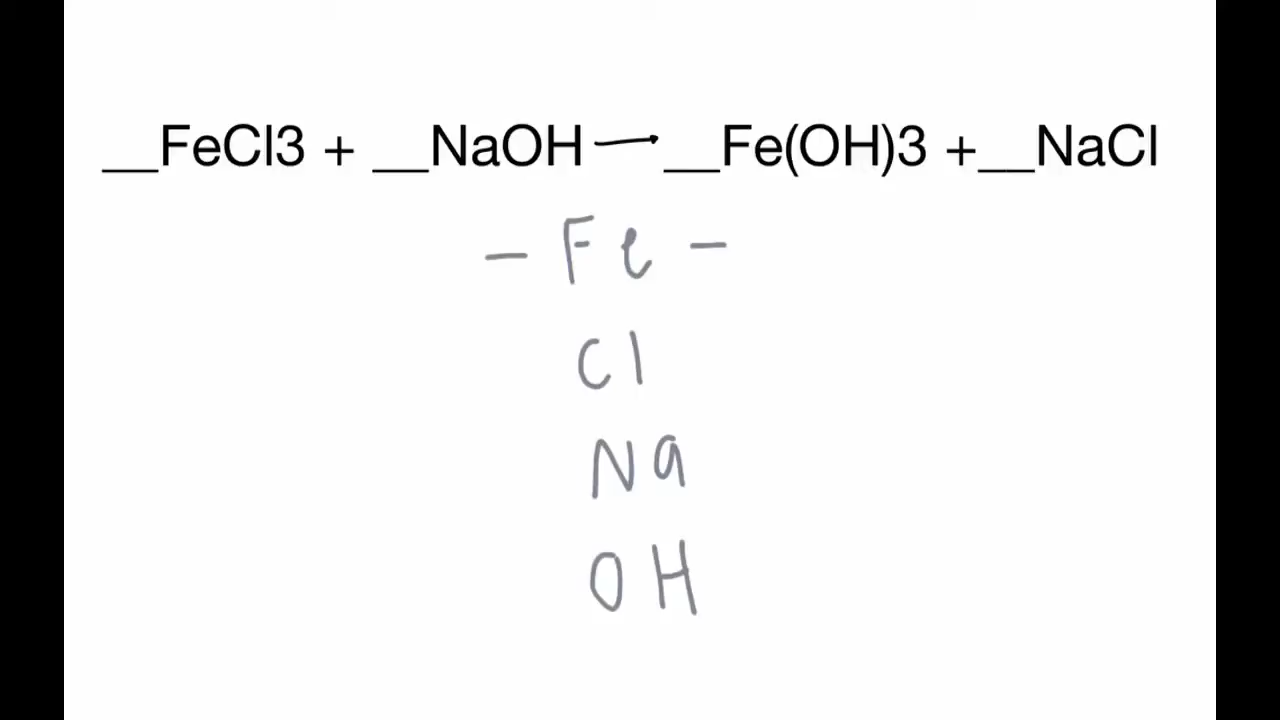 __FeCl3 + __NaOH → __Fe(OH)3 +__NaCl
- Fe -
Cl
Na
OH